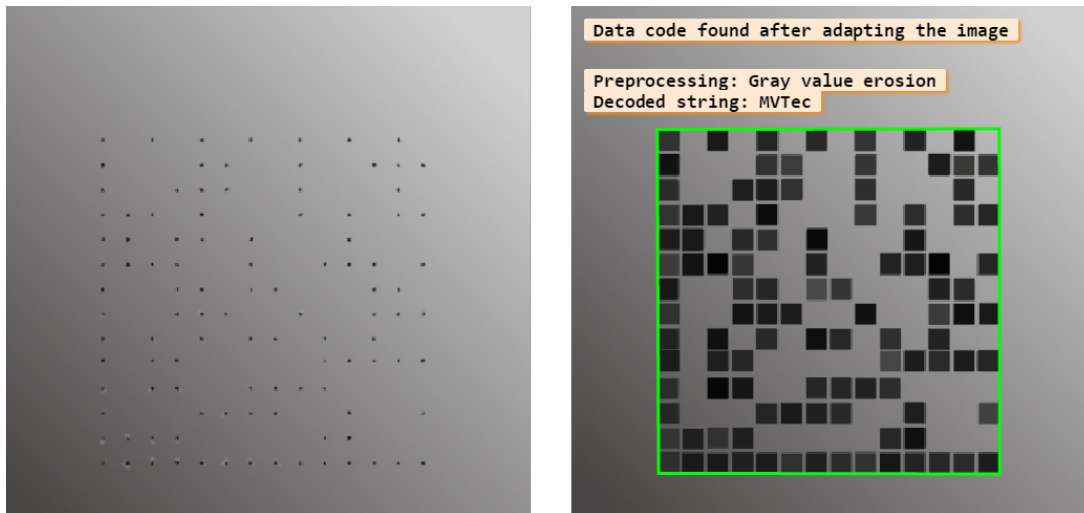 Data code found after adapting the image
Preprocessing: Gray value erosion
Decoded string: MVTec